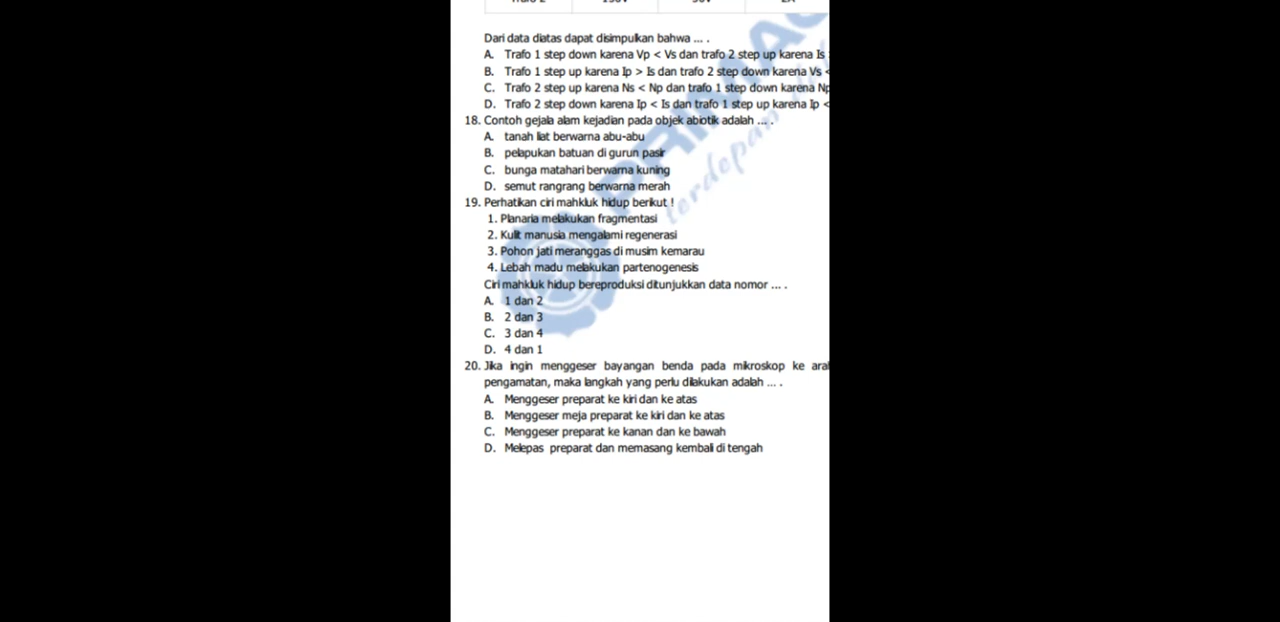 Dari data diatas dapat disimpulkan bahwa ... .
A. Trafo 1 step down karena Vp < Vs dan trafo 2 step up karena Is
B. Trafo 1 step up karena Ip > Is dan trafo 2 step down karena Vs <
C. Trafo 2 step up karena Ns < Np dan trafo 1 step down karena Np
D. Trafo 2 step down karena Ip < Is dan trafo 1 step up karena Ip <
18. Contoh gejala alam kejadian pada objek abiotik adalah ... .
A. tanah liat berwarna abu-abu
B. pelapukan batuan di gurun pasir
C. bunga matahari berwarna kuning
D. semut rangrang berwarna merah
19. Perhatikan ciri mahkluk hidup berikut !
1. Planaria melakukan fragmentasi
2. Kulit manusia mengalami regenerasi
3. Pohon jati meranggas di musim kemarau
4. Lebah madu melakukan partenogenesis
Ciri mahkluk hidup bereproduksi ditunjukkan data nomor ... .
A. 1 dan 2
B. 2 dan 3
C. 3 dan 4
D. 4 dan 1
20. Jika ingin menggeser bayangan benda pada mikroskop ke
pengamatan, maka langkah yang perlu dilakukan adalah ... .
A. Menggeser preparat ke kiri dan ke atas
B. Menggeser meja preparat ke kiri dan ke atas
C. Menggeser preparat ke kanan dan ke bawah
D. Melepas preparat dan memasang kembali di tengah
PRIMAG
terdepan